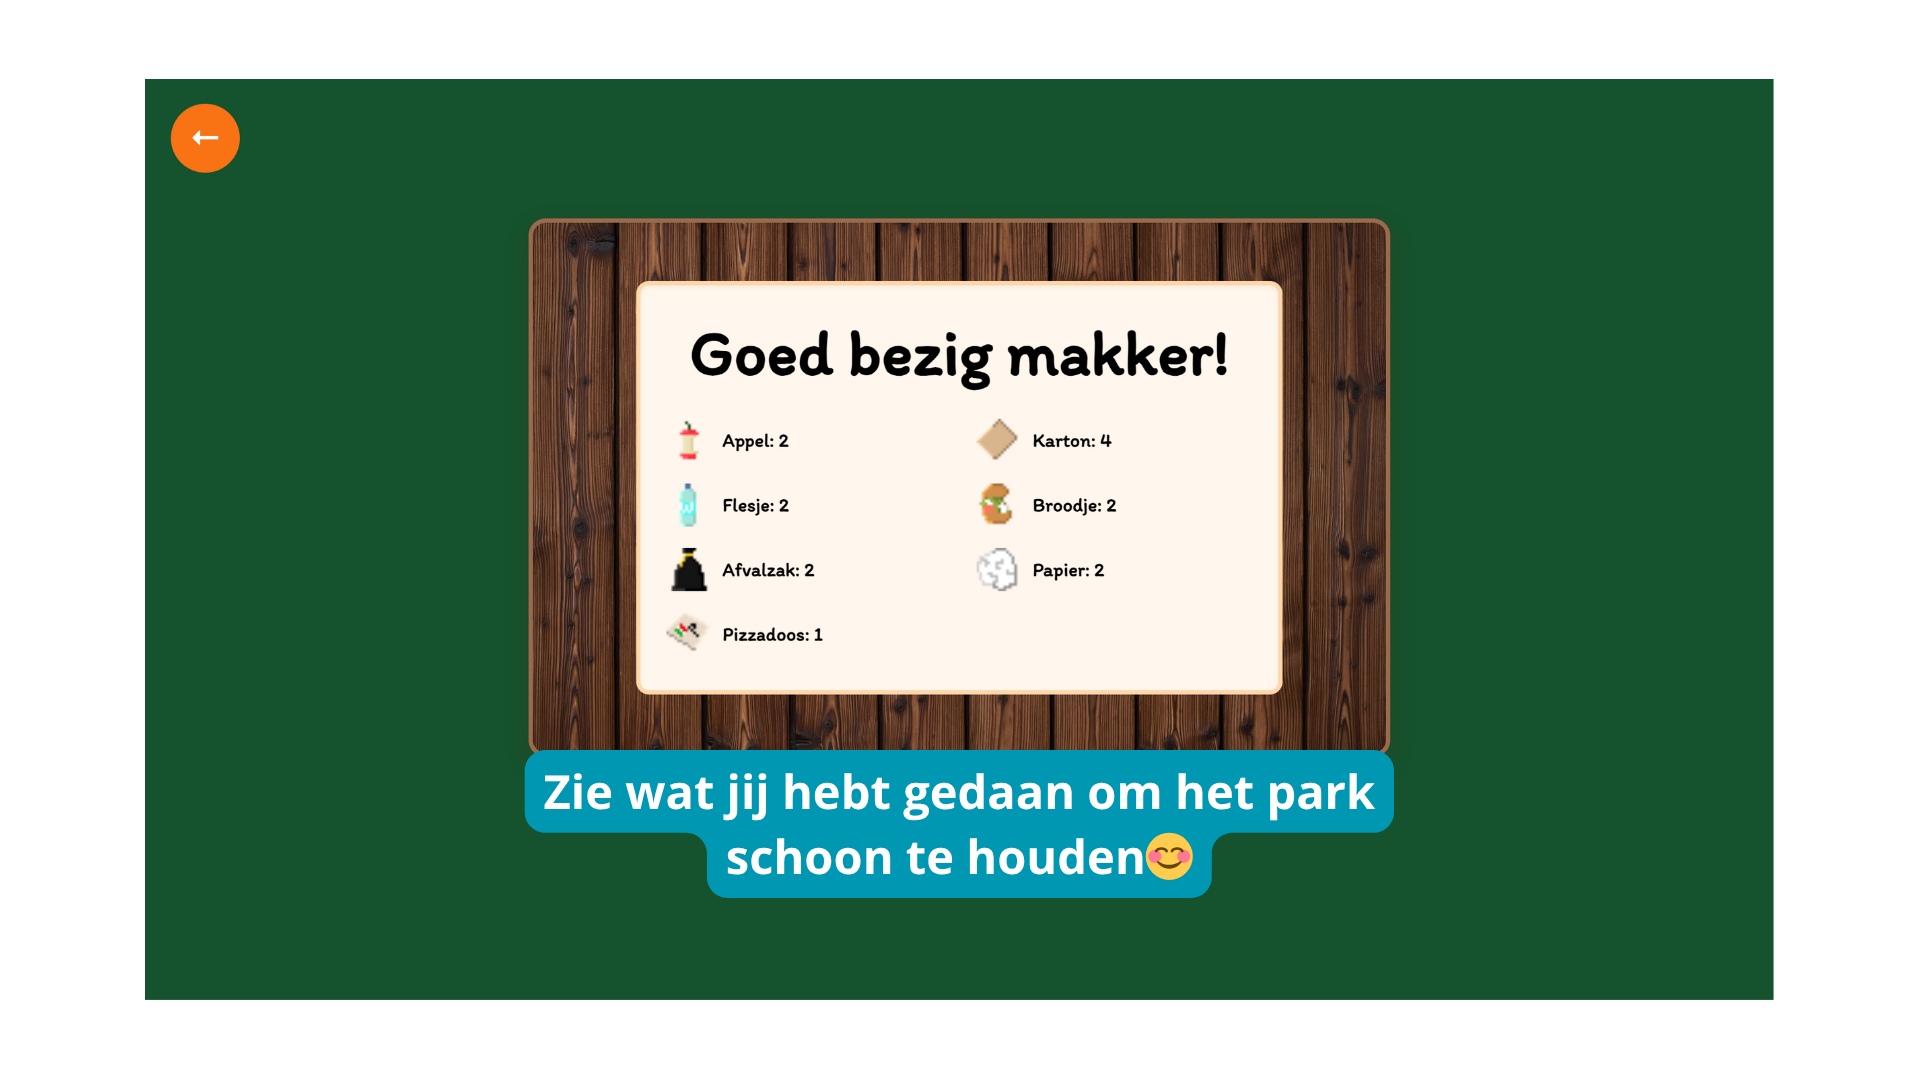 Goed bezig makker!
Appel: 2
Karton: 4
Flesje: 2
Broodje: 2
Afvalzak: 2
Papier: 2
Pizzadoos: 1
Zie wat jij hebt gedaan om het park
schoon te houden😊